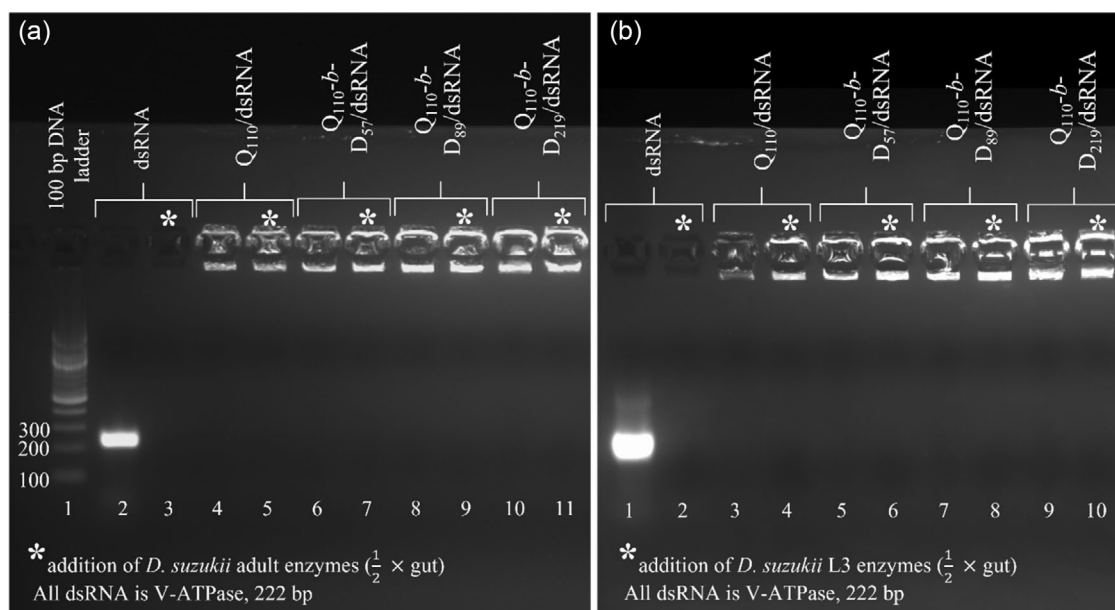 (a)
100 bp DNA
ladder
dsRNA
Q110/dsRNA
Q110-b-
D57/dsRNA
Q110-b-
D89/dsRNA
Q110-b-
D219/dsRNA
* * * * *
300
200
100
1 2 3 4 5 6 7 8 9 10 11
* addition of D. suzukii adult enzymes (1/2 × gut)
All dsRNA is V-ATPase, 222 bp
(b)
dsRNA
Q110/dsRNA
Q110-b-
D57/dsRNA
Q110-b-
D89/dsRNA
Q110-b-
D219/dsRNA
* * * * *
1 2 3 4 5 6 7 8 9 10
* addition of D. suzukii L3 enzymes (1/2 × gut)
All dsRNA is V-ATPase, 222 bp